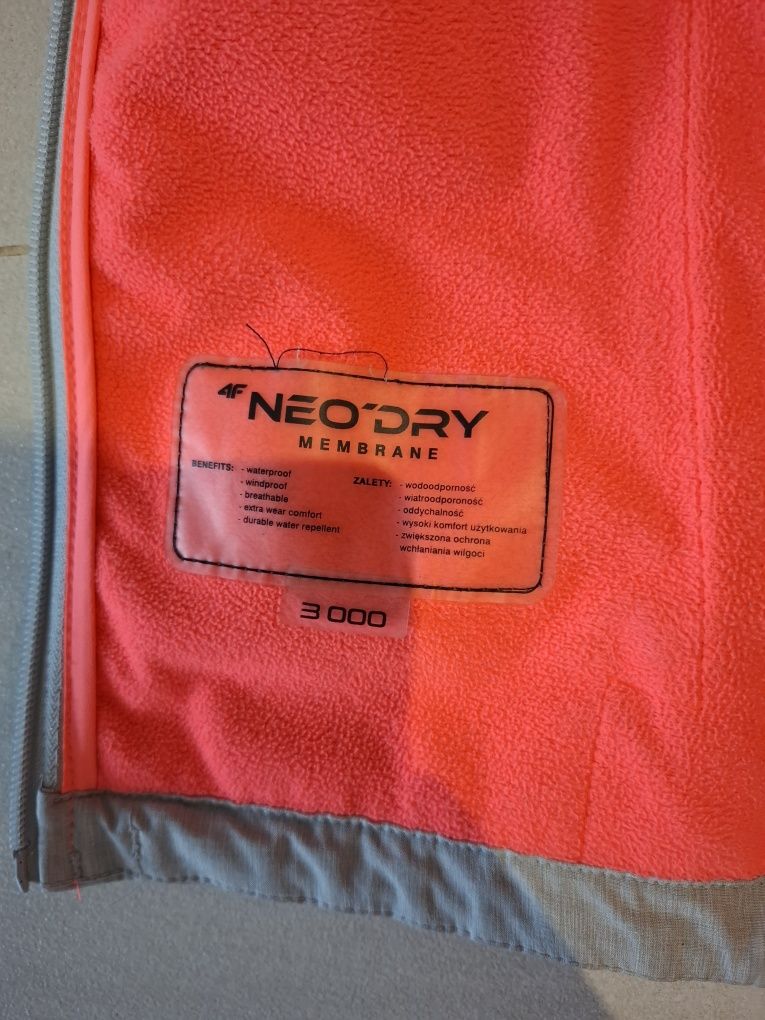 4F NEO'DRY
MEMBRANE
BENEFITS: - waterproof
- windproof
- breathable
- extra wear comfort
- durable water repellent
ZALETY: - wodoodporność
- wiatroodporoność
- oddychalność
- wysoki komfort użytkowania
- zwiększona ochrona
wchłaniania wilgoci
3 000